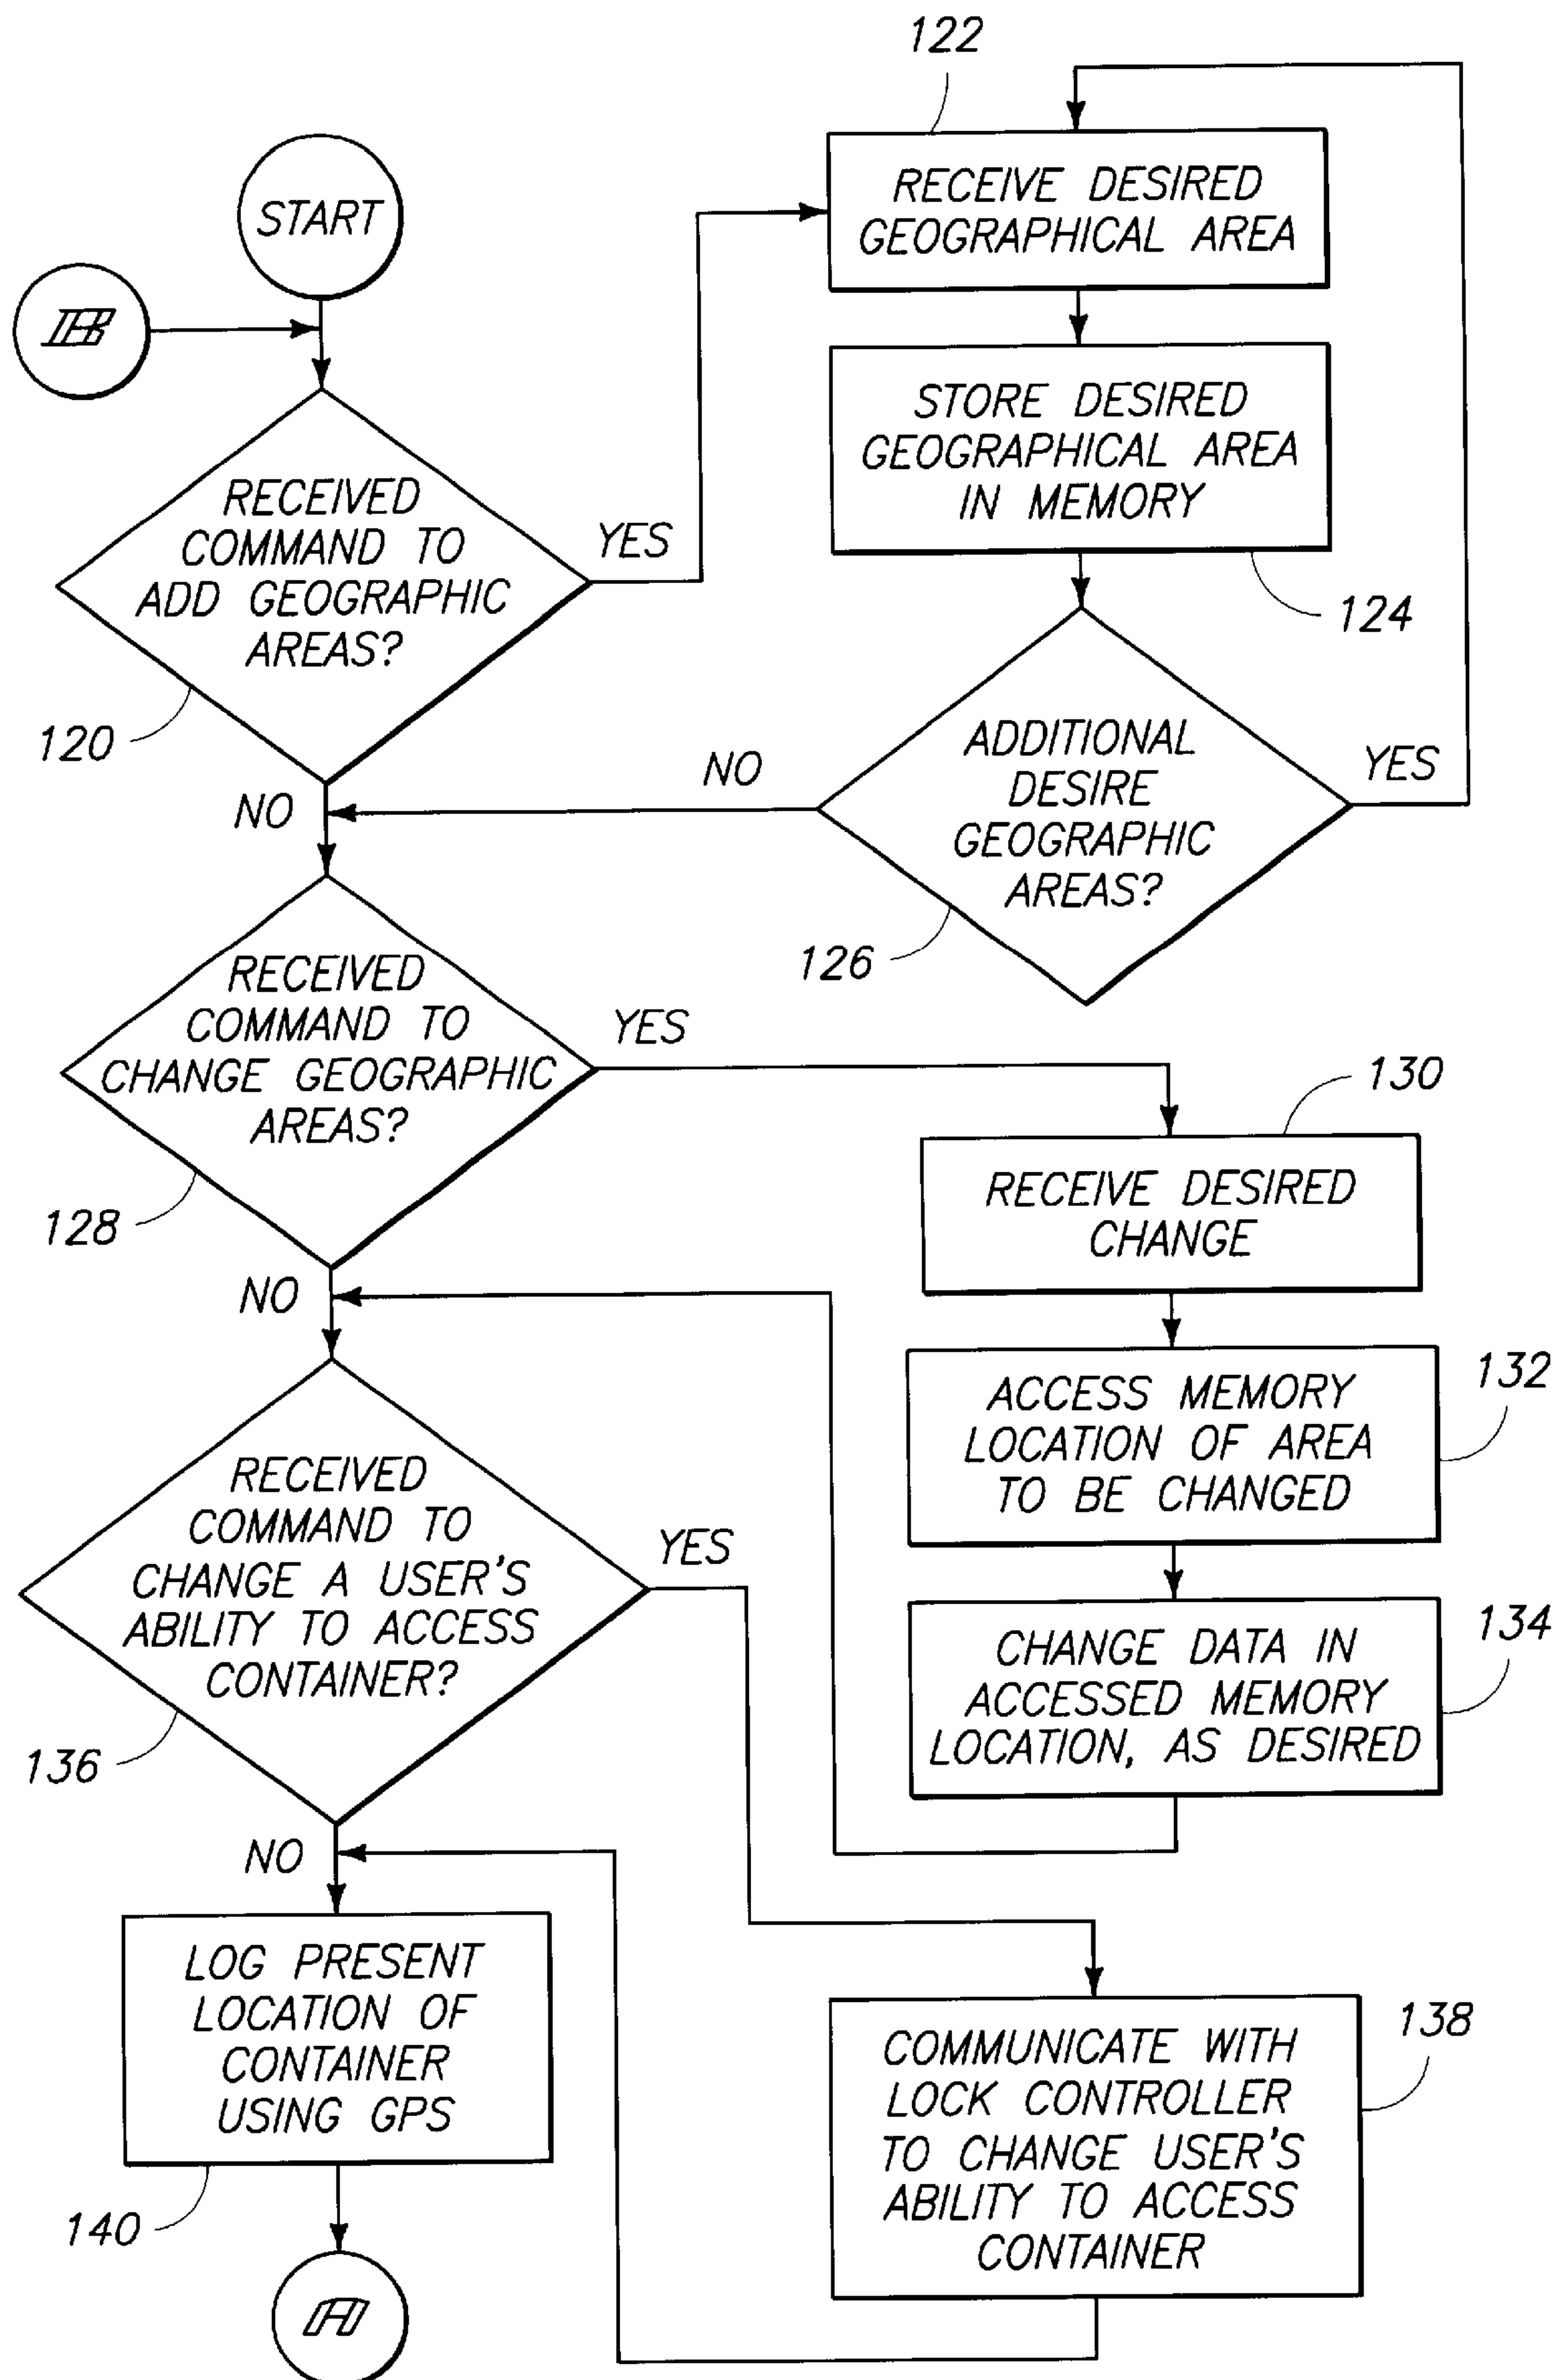 122
START
RECEIVE DESIRED
GEOGRAPHICAL AREA
STORE DESIRED
GEOGRAPHICAL AREA
IN MEMORY
124
RECEIVED
COMMAND TO
ADD GEOGRAPHIC
AREAS?
YES
120
NO
ADDITIONAL
DESIRE
GEOGRAPHIC
AREAS?
NO
YES
126
RECEIVED
COMMAND TO
CHANGE GEOGRAPHIC
AREAS?
YES
128
NO
130
RECEIVE DESIRED
CHANGE
ACCESS MEMORY
LOCATION OF AREA
TO BE CHANGED
132
CHANGE DATA IN
ACCESSED MEMORY
LOCATION, AS DESIRED
134
RECEIVED
COMMAND TO
CHANGE A USER'S
ABILITY TO ACCESS
CONTAINER?
YES
136
NO
LOG PRESENT
LOCATION OF
CONTAINER
USING GPS
140
COMMUNICATE WITH
LOCK CONTROLLER
TO CHANGE USER'S
ABILITY TO ACCESS
CONTAINER
138